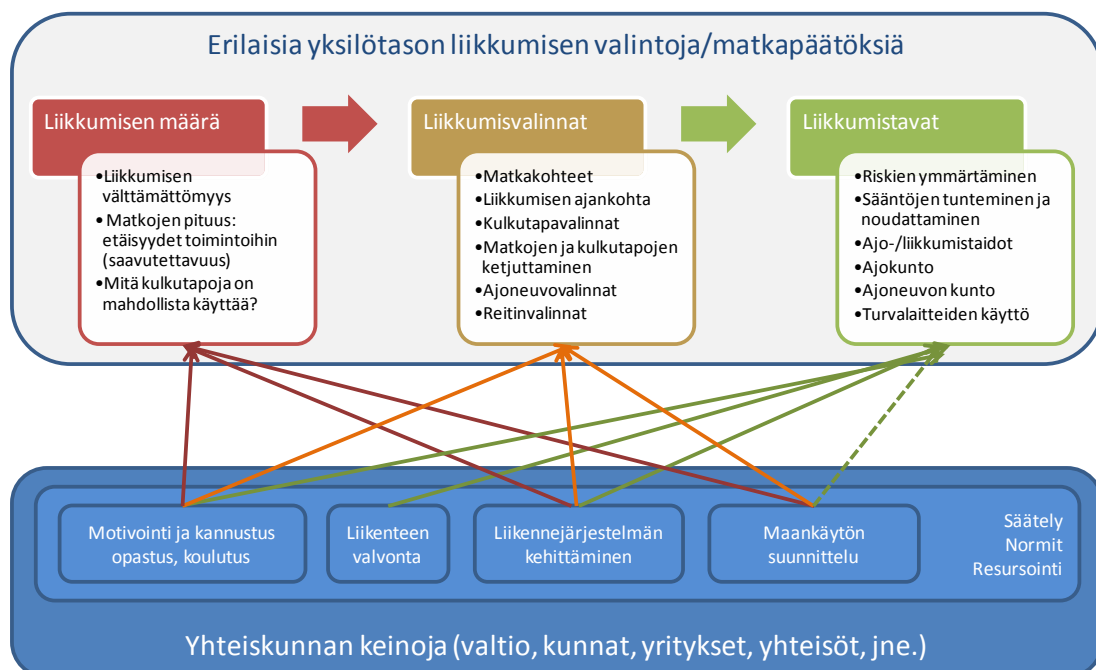 Erilaisia yksilötason liikkumisen valintoja/matkapäätöksiä
Liikkumisen määrä
•Liikkumisen
välttämättömyys
•Matkojen pituus:
etäisyydet toimintoihin
(saavutettavuus)
•Mitä kulkutapoja on
mahdollista käyttää?
Liikkumisvalinnat
•Matkakohteet
•Liikkumisen ajankohta
•Kulkutapavalinnat
•Matkojen ja kulkutapojen
ketjuttaminen
•Ajoneuvovalinnat
•Reitinvalinnat
Liikkumistavat
•Riskien ymmärtäminen
•Sääntöjen tunteminen ja
noudattaminen
•Ajo-/liikkumistaidot
•Ajokunto
•Ajoneuvon kunto
•Turvalaitteiden käyttö
Motivointi ja kannustus
opastus, koulutus
Liikenteen
valvonta
Liikennejärjestelmän
kehittäminen
Maankäytön
suunnittelu
Säätely
Normit
Resursointi
Yhteiskunnan keinoja (valtio, kunnat, yritykset, yhteisöt, jne.)